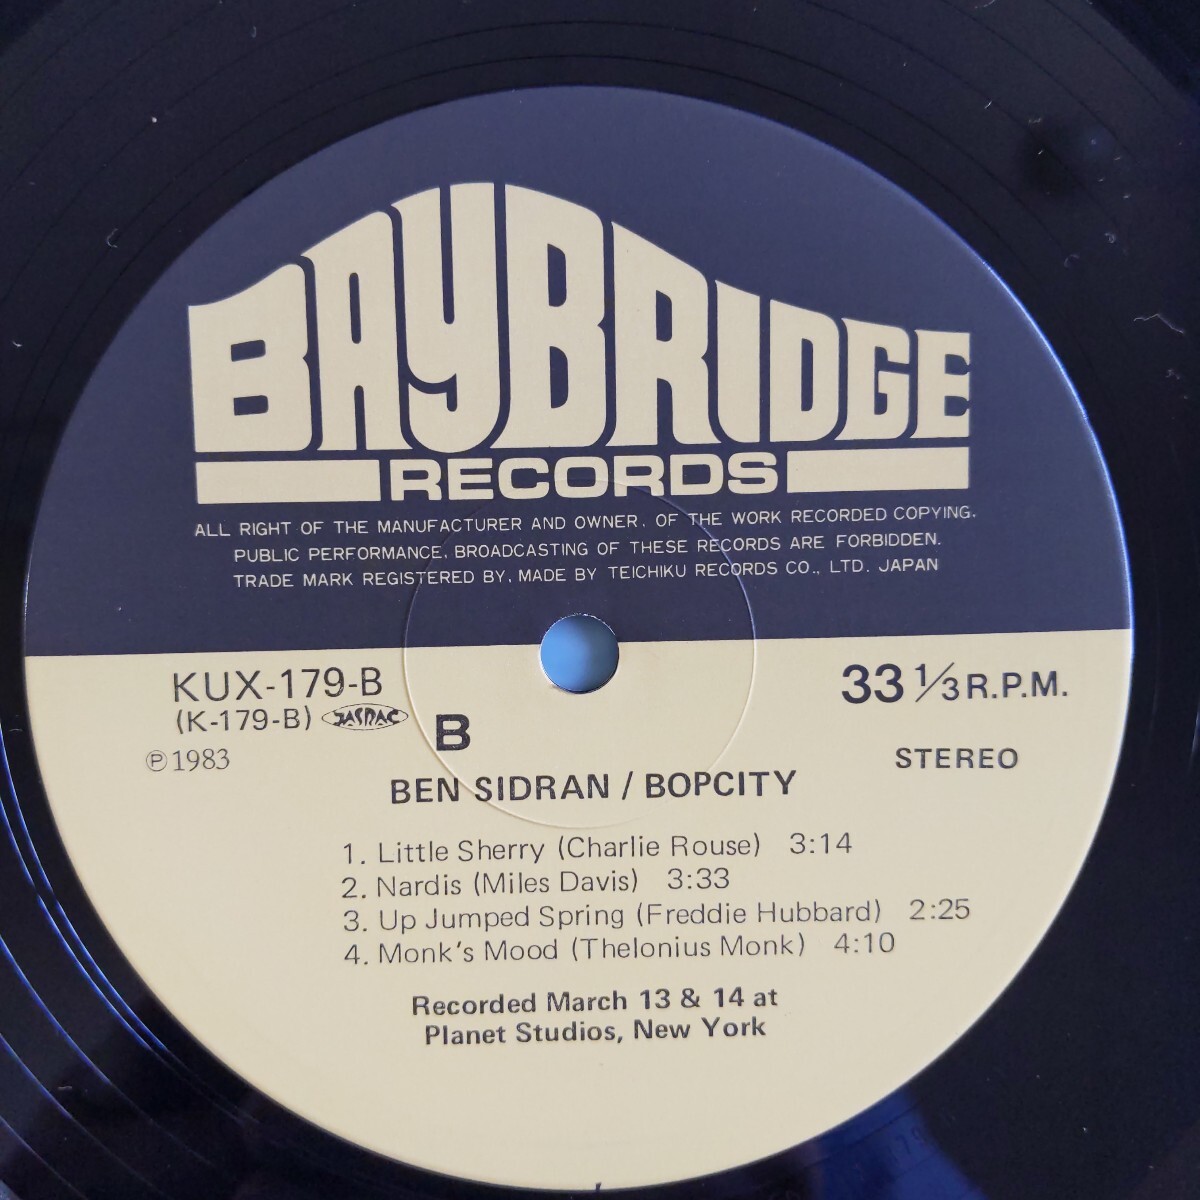 BAYBRIDGE
RECORDS
ALL RIGHT OF THE MANUFACTURER AND OWNER. OF THE WORK RECORDED COPYING.
PUBLIC PERFORMANCE. BROADCASTING OF THESE RECORDS ARE FORBIDDEN.
TRADE MARK REGISTERED BY. MADE BY TEICHIKU RECORDS CO., LTD. JAPAN
KUX-179-B
33 1/3 R.P.M.
(K-179-B) JASRAC
B
℗1983
STEREO
BEN SIDRAN / BOPCITY
1. Little Sherry (Charlie Rouse) 3:14
2. Nardis (Miles Davis) 3:33
3. Up Jumped Spring (Freddie Hubbard) 2:25
4. Monk's Mood (Thelonius Monk) 4:10
Recorded March 13 & 14 at
Planet Studios, New York